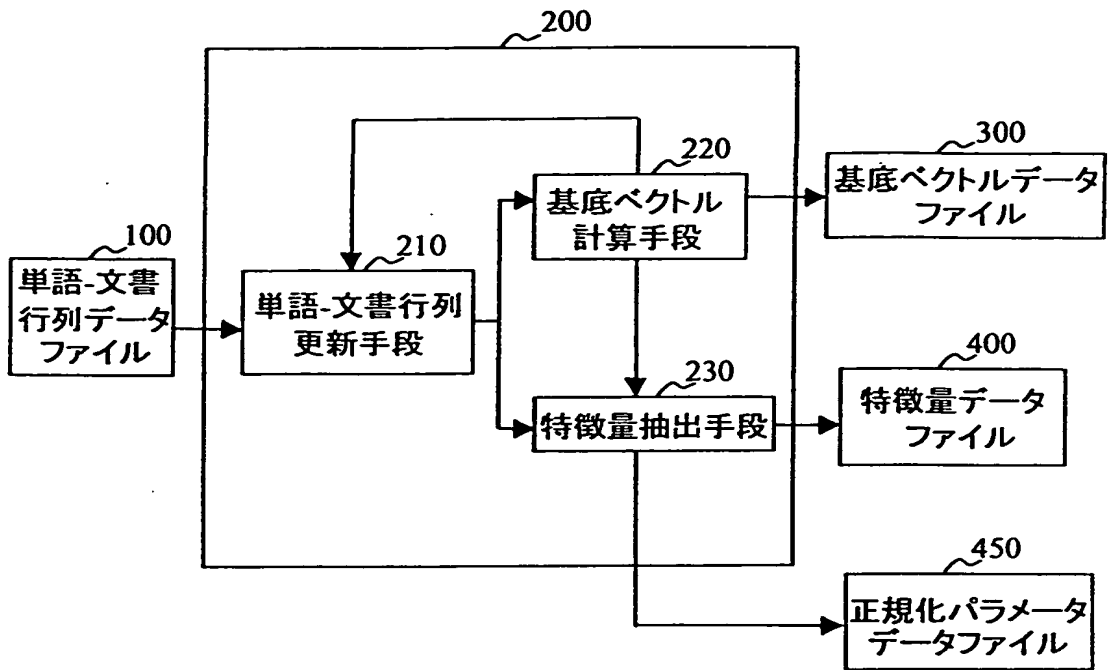 200
220
基底ベクトル
計算手段
300
基底ベクトルデータ
ファイル
100
単語-文書
行列データ
ファイル
210
単語-文書行列
更新手段
230
特徴量抽出手段
400
特徴量データ
ファイル
450
正規化パラメータ
データファイル